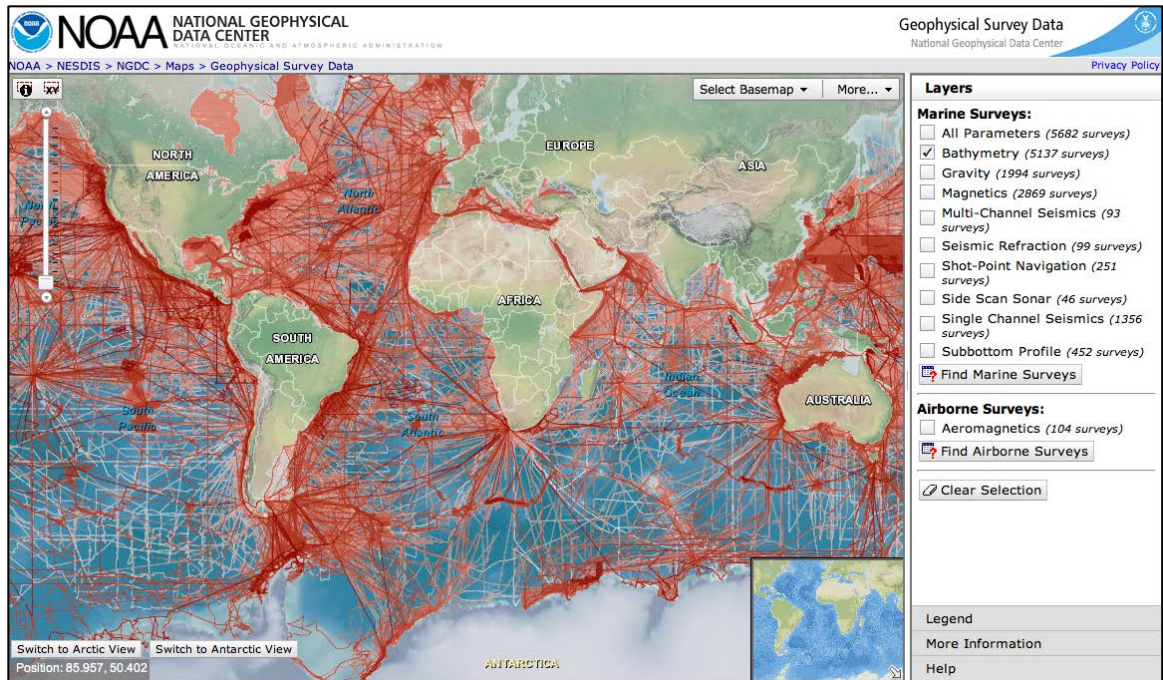 NOAA
NATIONAL GEOPHYSICAL
DATA CENTER
NATIONAL OCEANIC AND ATMOSPHERIC ADMINISTRATION
Geophysical Survey Data
National Geophysical Data Center
NOAA > NESDIS > NGDC > Maps > Geophysical Survey Data
Privacy Policy
XY
Select Basemap
More...
NORTH
AMERICA
North
Pacific
North
Atlantic
EUROPE
ASIA
AFRICA
SOUTH
AMERICA
South
Pacific
South
Atlantic
Indian
Ocean
AUSTRALIA
ANTARCTICA
Switch to Arctic View
Switch to Antarctic View
Position: 85.957, 50.402
Layers
Marine Surveys:
All Parameters (5682 surveys)
Bathymetry (5137 surveys)
Gravity (1994 surveys)
Magnetics (2869 surveys)
Multi-Channel Seismics (93
surveys)
Seismic Refraction (99 surveys)
Shot-Point Navigation (251
surveys)
Side Scan Sonar (46 surveys)
Single Channel Seismics (1356
surveys)
Subbottom Profile (452 surveys)
Find Marine Surveys
Airborne Surveys:
Aeromagnetics (104 surveys)
Find Airborne Surveys
Clear Selection
Legend
More Information
Help